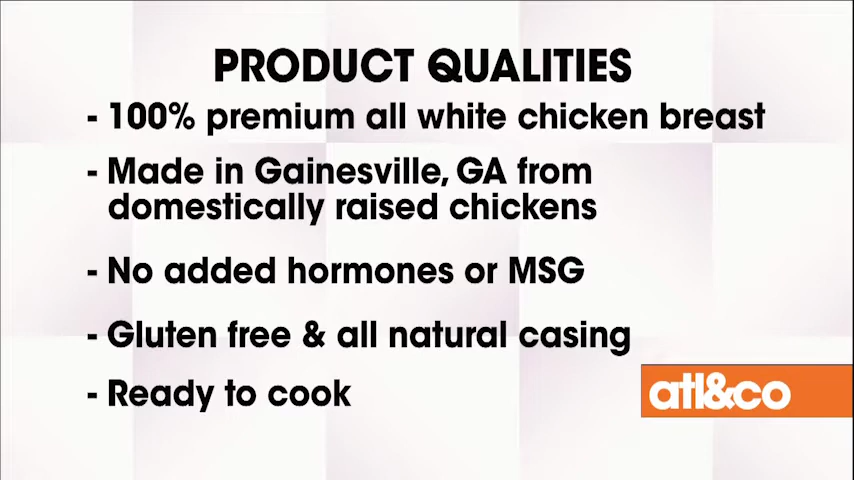 PRODUCT QUALITIES
- 100% premium all white chicken breast
- Made in Gainesville, GA from
domestically raised chickens
- No added hormones or MSG
- Gluten free & all natural casing
- Ready to cook
atl&co